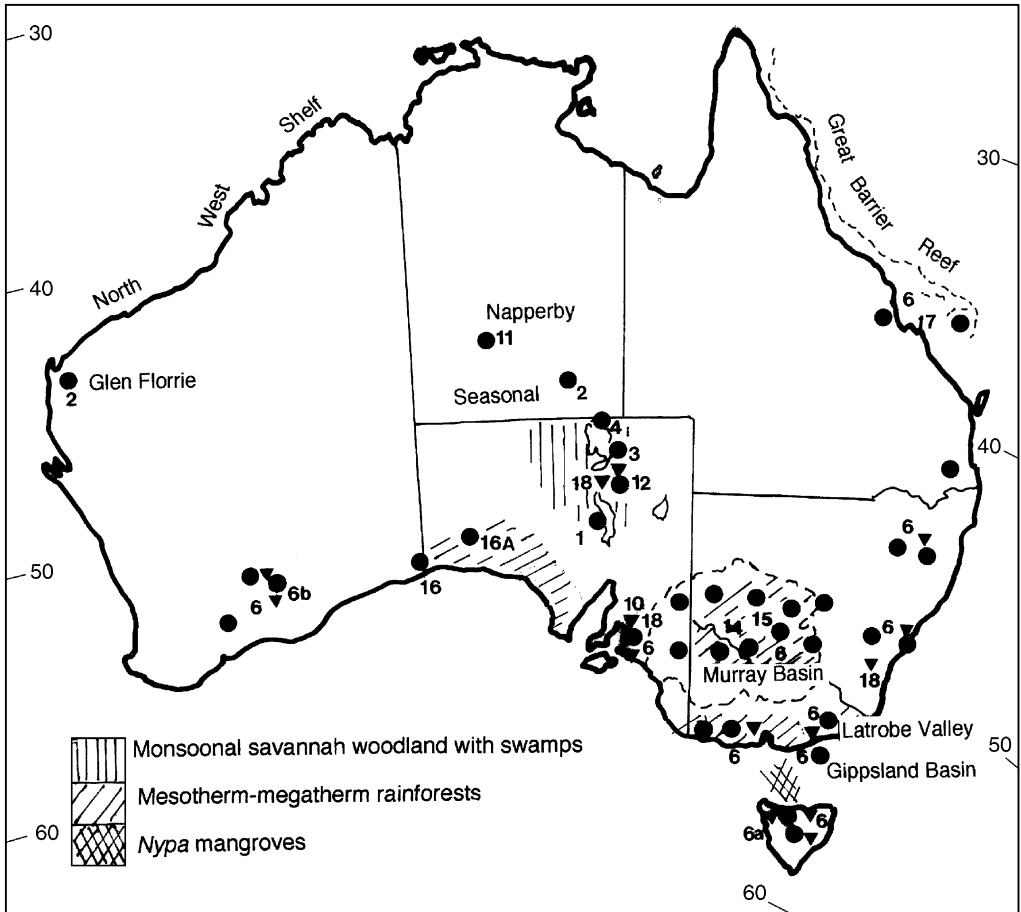 30
Shelf
West
North
Great
Barrier
Reef
30
40
6
17
Napperby
11
Glen Florrie
2
Seasonal
2
4
3
18
12
40
1
16A
6
50
16
6b
6
10
18
6
14
15
6
6
18
Murray Basin
6
Latrobe Valley
6
6
50
Gippsland Basin
Monsoonal savannah woodland with swamps
Mesotherm-megatherm rainforests
Nypa mangroves
60
6a
6
60